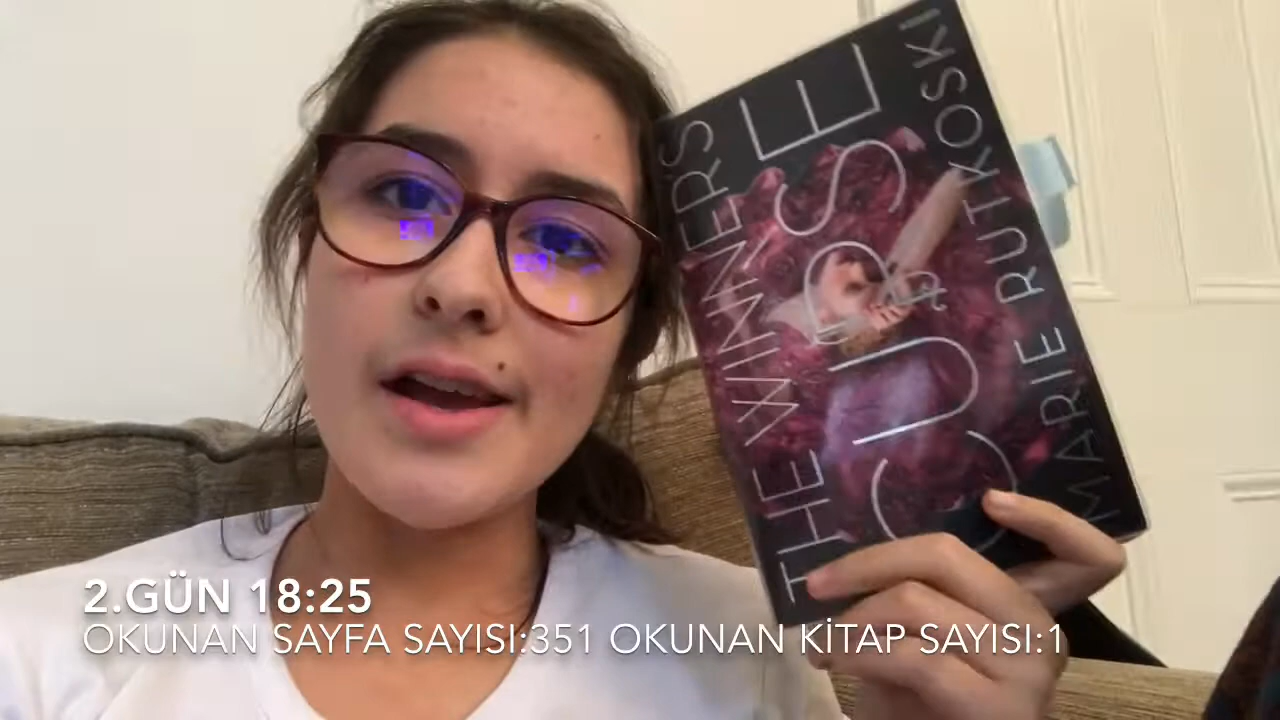 THE WINNER'S
CURSE
MARIE RUTKOSKI
2.GÜN 18:25
OKUNAN SAYFA SAYISI:351 OKUNAN KİTAP SAYISI:1